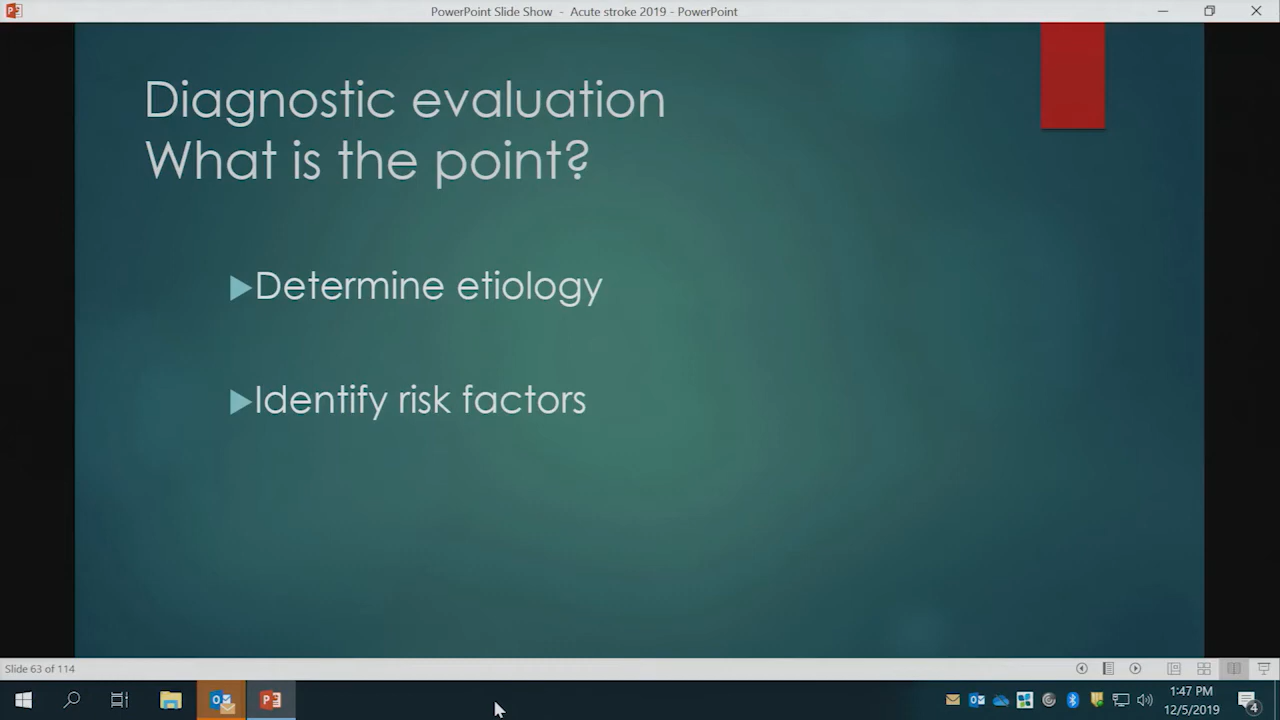 PowerPoint Slide Show - Acute stroke 2019 - PowerPoint
Diagnostic evaluation
What is the point?
Determine etiology
Identify risk factors
Slide 63 of 114
1:47 PM
12/5/2019
4